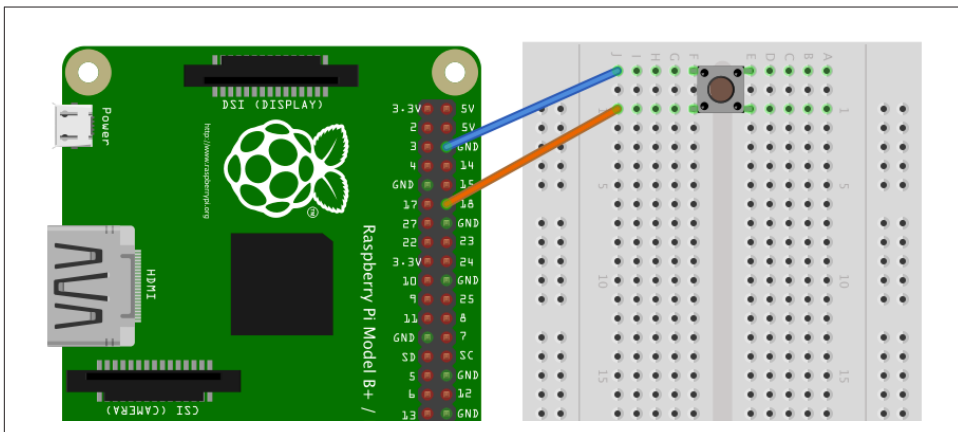 DSI (DISPLAY)
Power
http://www.raspberrypi.org
®
HDMI
Raspberry Pi Model B+ /
CSI (CAMERA)
3.3V 5V
2 5V
3 GND
4 14
GND 15
17 18
27 GND
22 23
3.3V 24
10 GND
9 25
11 8
GND 7
SD SC
5 GND
6 12
13 GND
J I H G F E D C B A
1 1
5 5
10 10
15 15